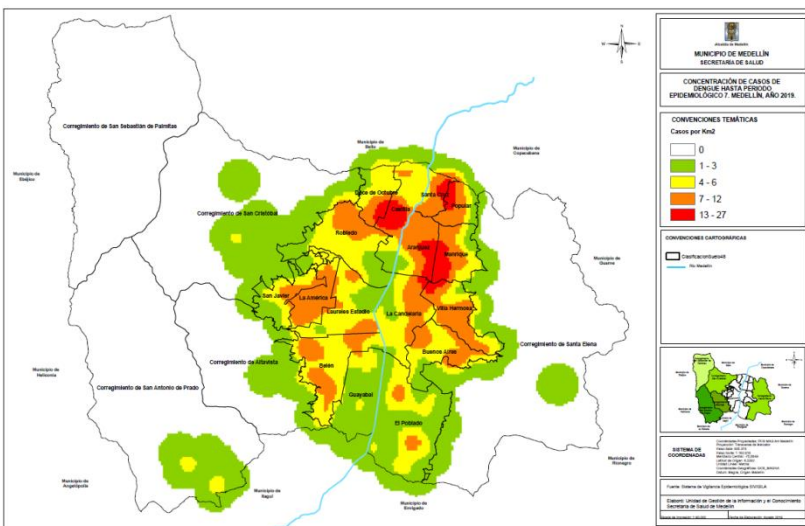 Alcaldía de Medellín
MUNICIPIO DE MEDELLÍN
SECRETARÍA DE SALUD
CONCENTRACIÓN DE CASOS DE
DENGUE HASTA PERIODO
EPIDEMIOLÓGICO 7. MEDELLÍN, AÑO 2019.
CONVENCIONES TEMÁTICAS
Casos por Km2
0
1 - 3
4 - 6
7 - 12
13 - 27
CONVENCIONES CARTOGRÁFICAS
Río Medellín
SISTEMA DE
COORDENADAS
Fuente: Sistema de Vigilancia Epidemiológica SIVIGILA
Elaboró: Unidad de Gestión de la Información y el Conocimiento
Secretaría de Salud de Medellín
N
W
E
S
Corregimiento de San Sebastián de Palmitas
Municipio de
Bello
Municipio de
Copacabana
Municipio de
Ebéjico
Doce de Octubre
Santa Cruz
Castilla
Popular
Corregimiento de San Cristóbal
Robledo
Aranjuez
Manrique
Municipio de
Guarne
San Javier
La América
Laureles Estadio
La Candelaria
Villa Hermosa
Corregimiento de Santa Elena
Buenos Aires
Corregimiento de Altavista
Belén
Municipio de
Heliconia
Corregimiento de San Antonio de Prado
Guayabal
El Poblado
Municipio de
Rionegro
Municipio de
Angelópolis
Municipio de
Itagüí
Municipio de
Envigado